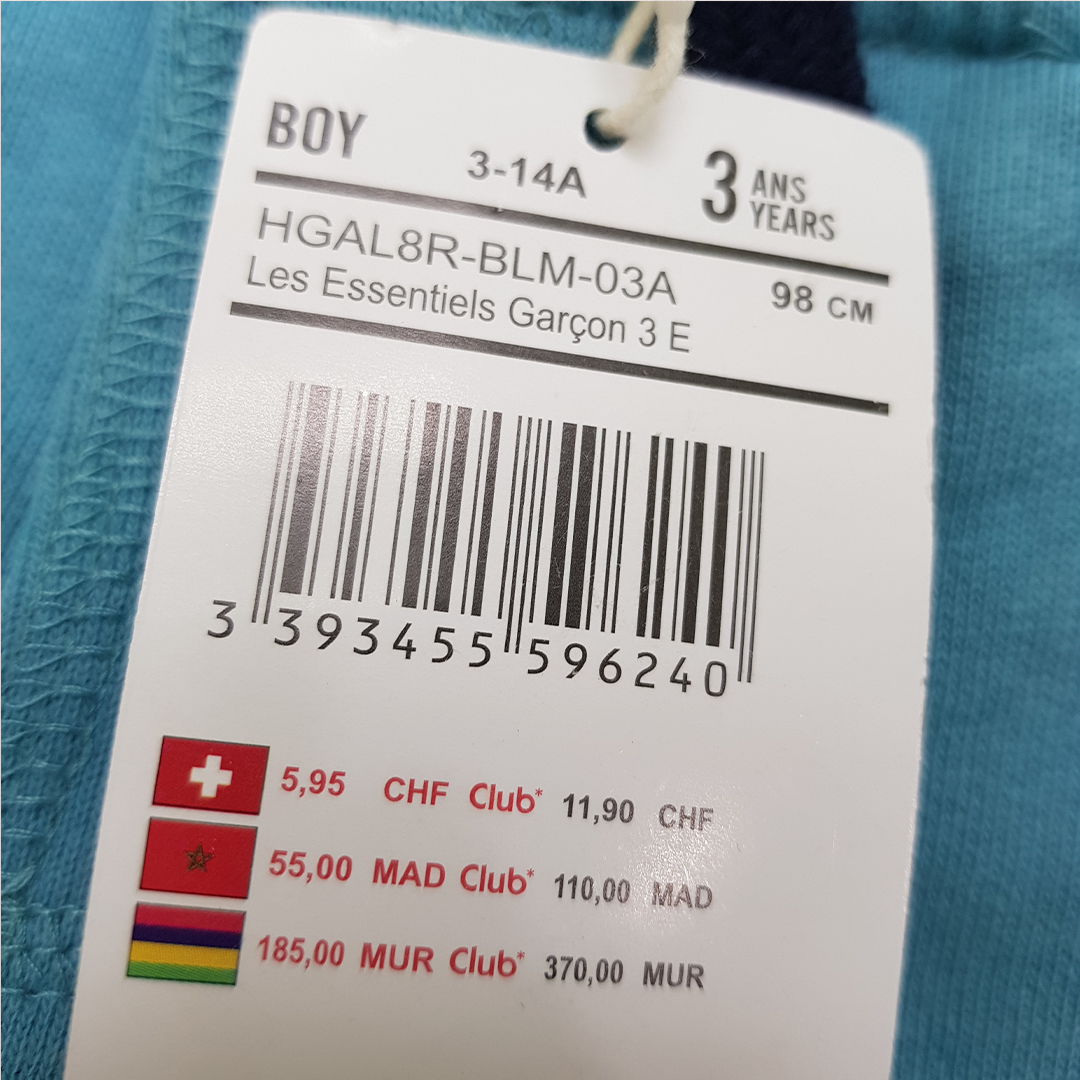 BOY
3-14A
3 ANS
YEARS
HGAL8R-BLM-03A
98 CM
Les Essentiels Garçon 3 E
3 393455 596240
5,95 CHF Club* 11,90 CHF
55,00 MAD Club* 110,00 MAD
185,00 MUR Club* 370,00 MUR